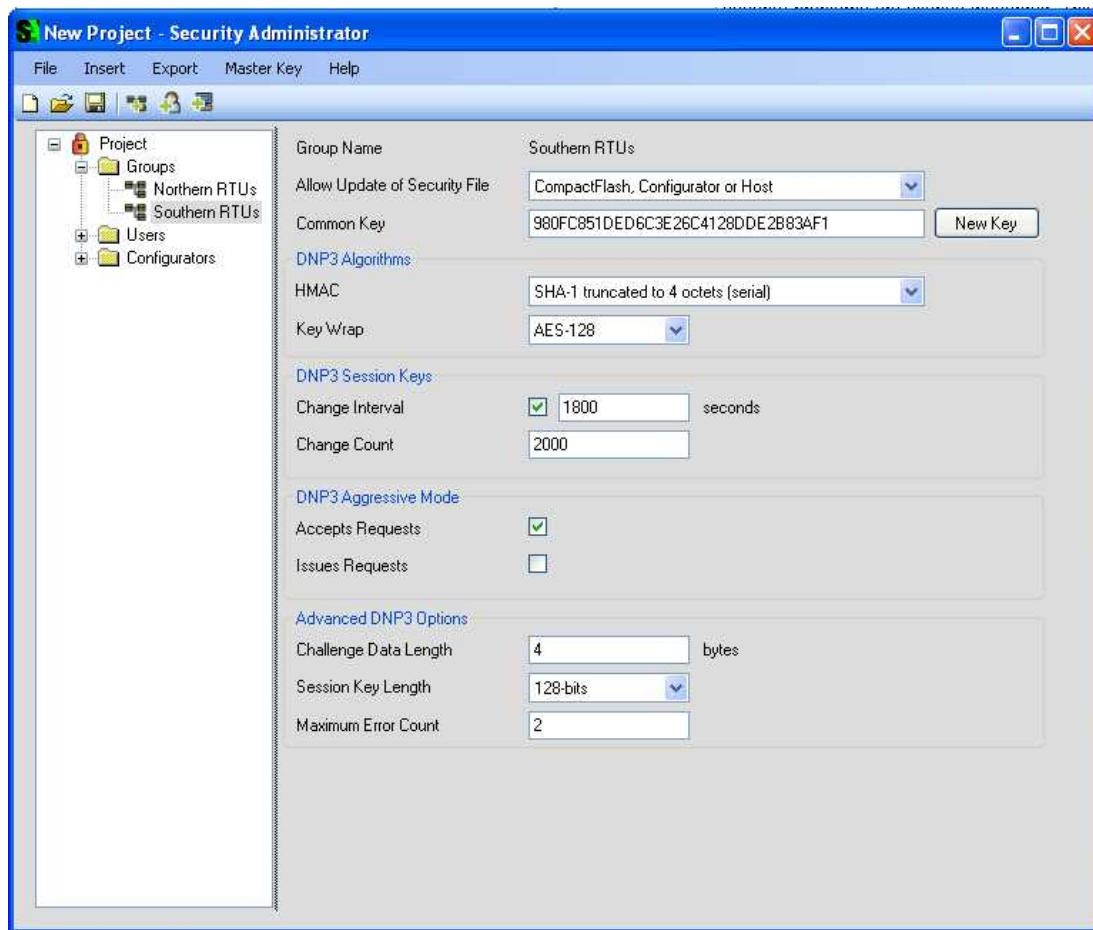 New Project - Security Administrator
File Insert Export Master Key Help
Project
Groups
Northern RTUs
Southern RTUs
Users
Configurators
Group Name Southern RTUs
Allow Update of Security File CompactFlash, Configurator or Host
Common Key 980FC851DED6C3E26C4128DDE2B83AF1 New Key
DNP3 Algorithms
HMAC SHA-1 truncated to 4 octets (serial)
Key Wrap AES-128
DNP3 Session Keys
Change Interval 1800 seconds
Change Count 2000
DNP3 Aggressive Mode
Accepts Requests
Issues Requests
Advanced DNP3 Options
Challenge Data Length 4 bytes
Session Key Length 128-bits
Maximum Error Count 2